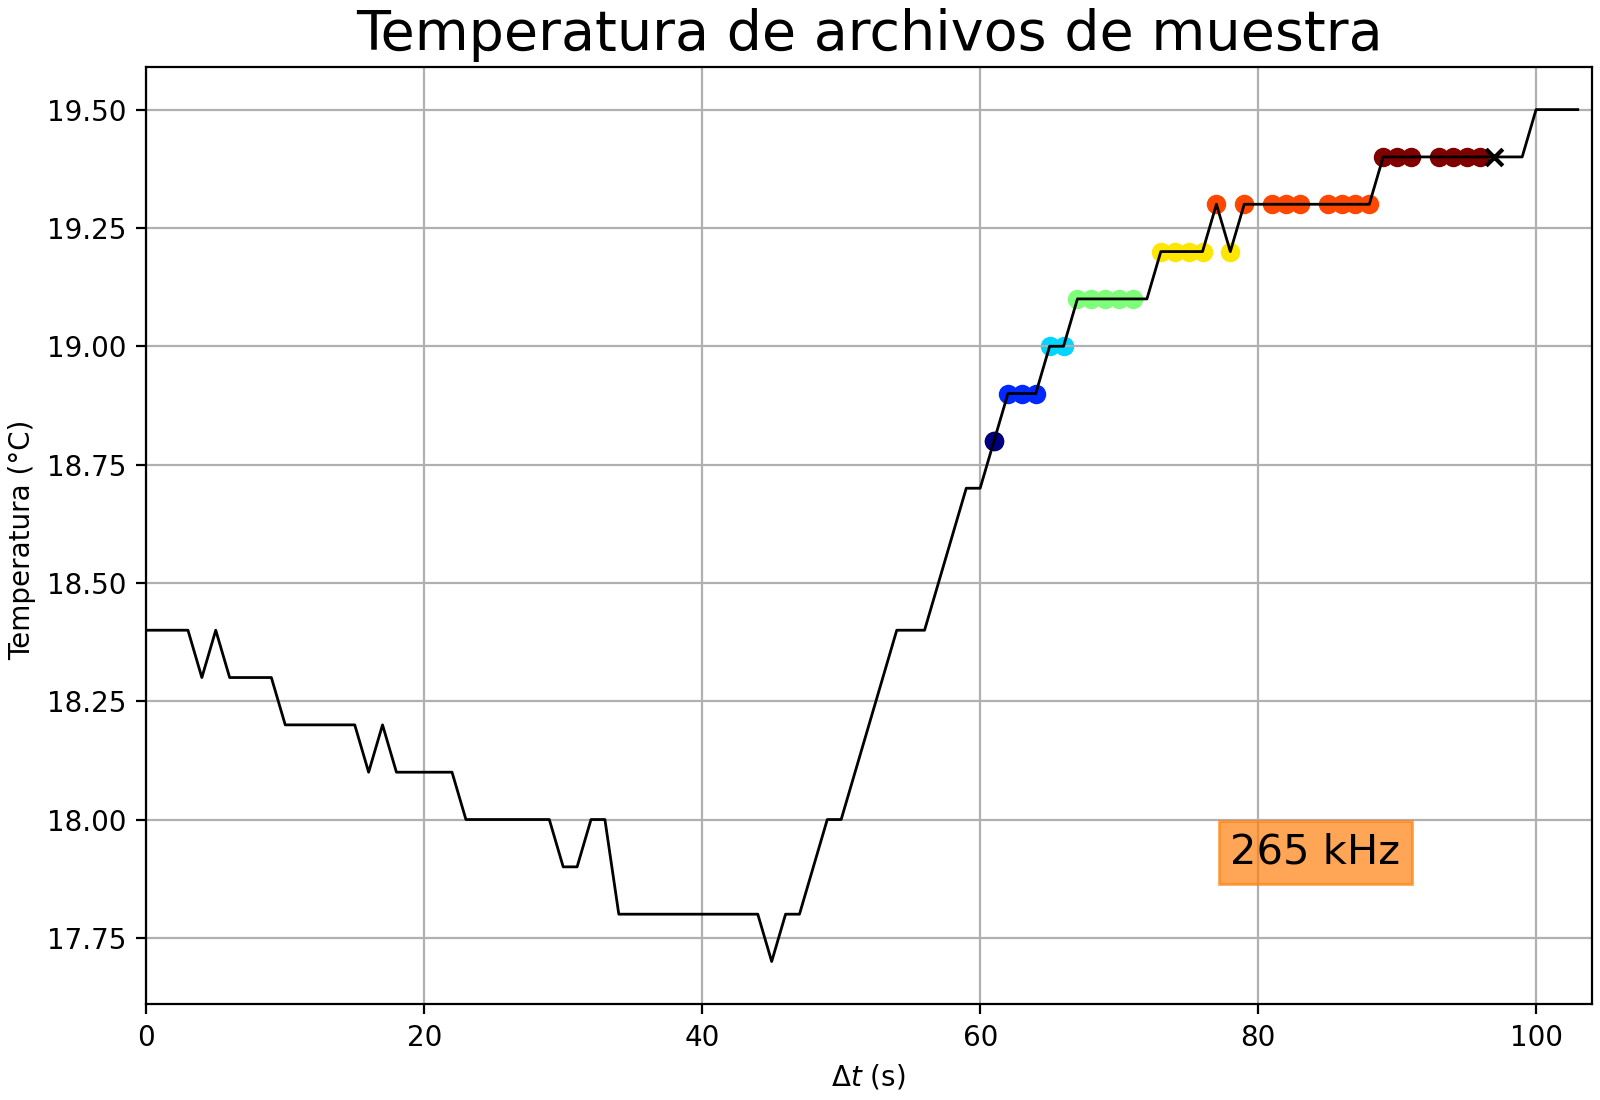 Temperatura de archivos de muestra
Temperatura (°C)
19.50
19.25
19.00
18.75
18.50
18.25
18.00
17.75
265 kHz
0 20 40 60 80 100
Δt (s)